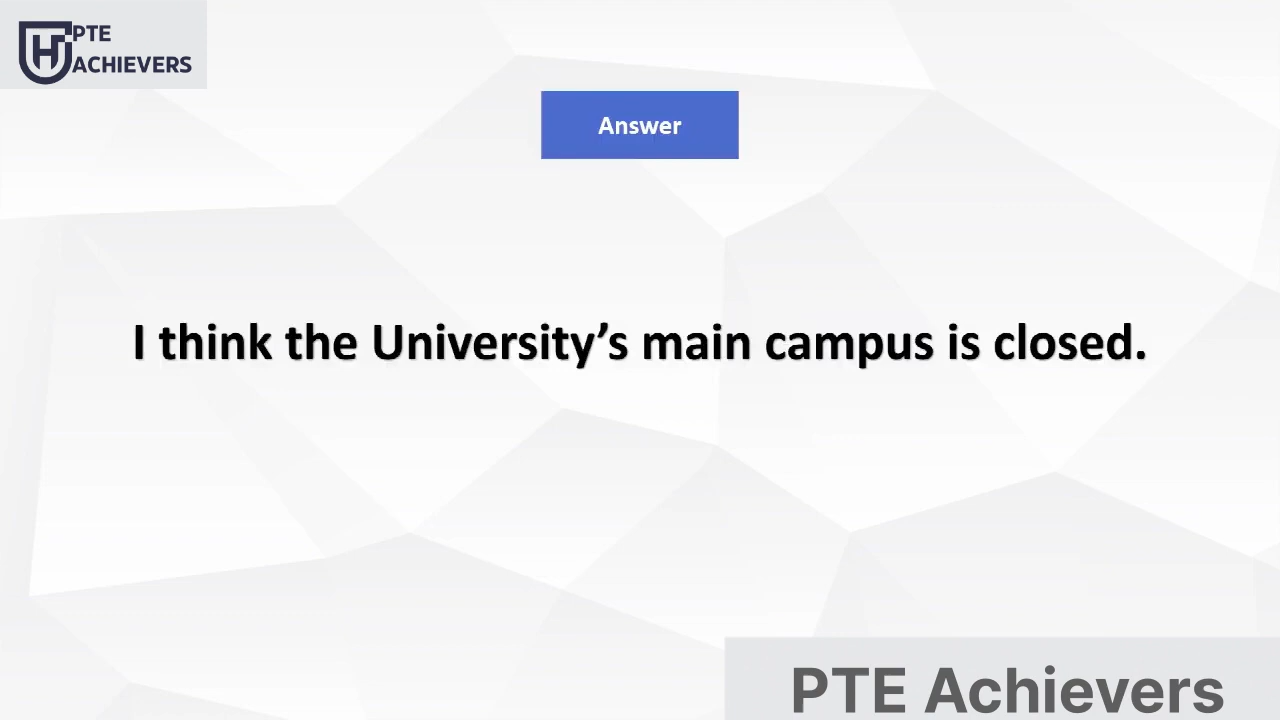 PTE
ACHIEVERS
Answer
I think the University’s main campus is closed.
PTE Achievers